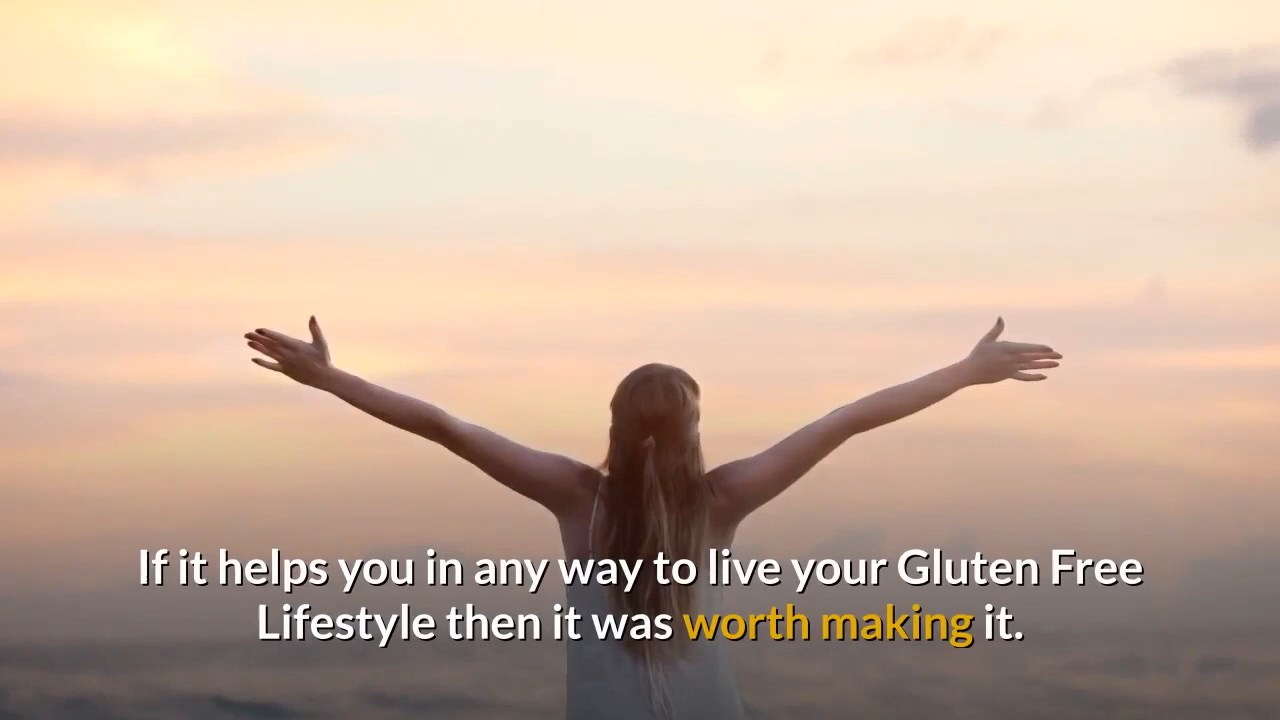 If it helps you in any way to live your Gluten Free
Lifestyle then it was worth making it.